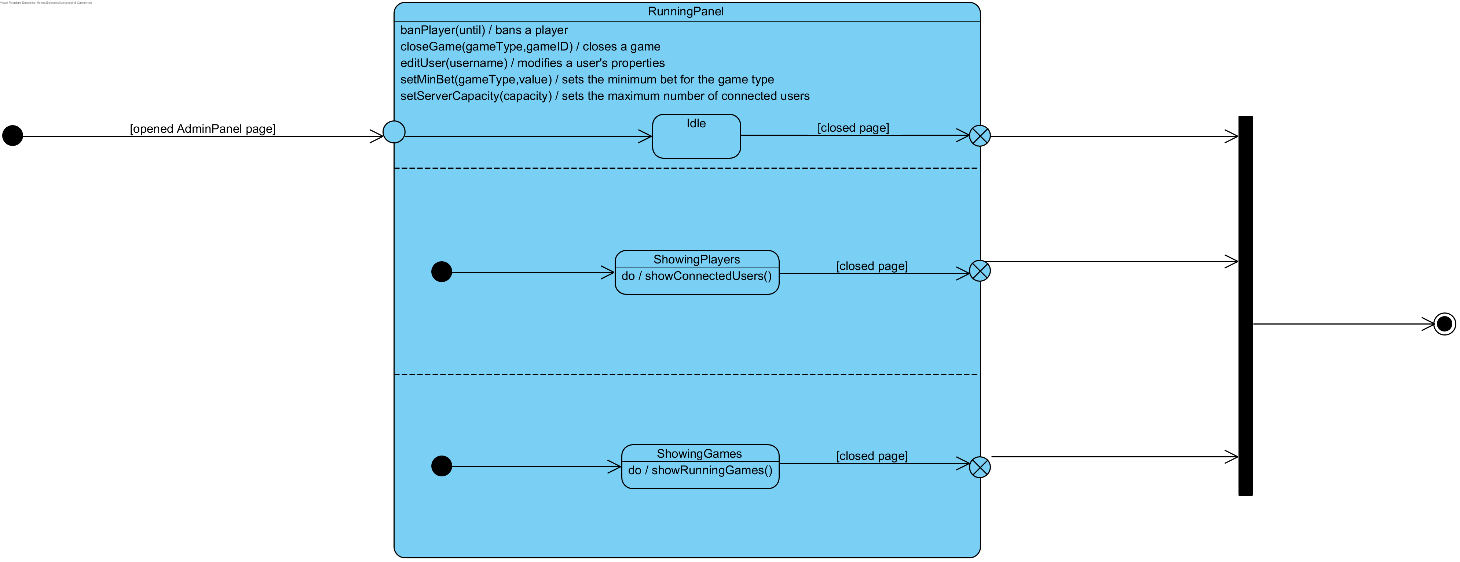 RunningPanel
banPlayer(until) / bans a player
closeGame(gameType,gameID) / closes a game
editUser(username) / modifies a user's properties
setMinBet(gameType,value) / sets the minimum bet for the game type
setServerCapacity(capacity) / sets the maximum number of connected users
[opened AdminPanel page]
Idle
[closed page]
ShowingPlayers
do / showConnectedUsers()
[closed page]
ShowingGames
do / showRunningGames()
[closed page]